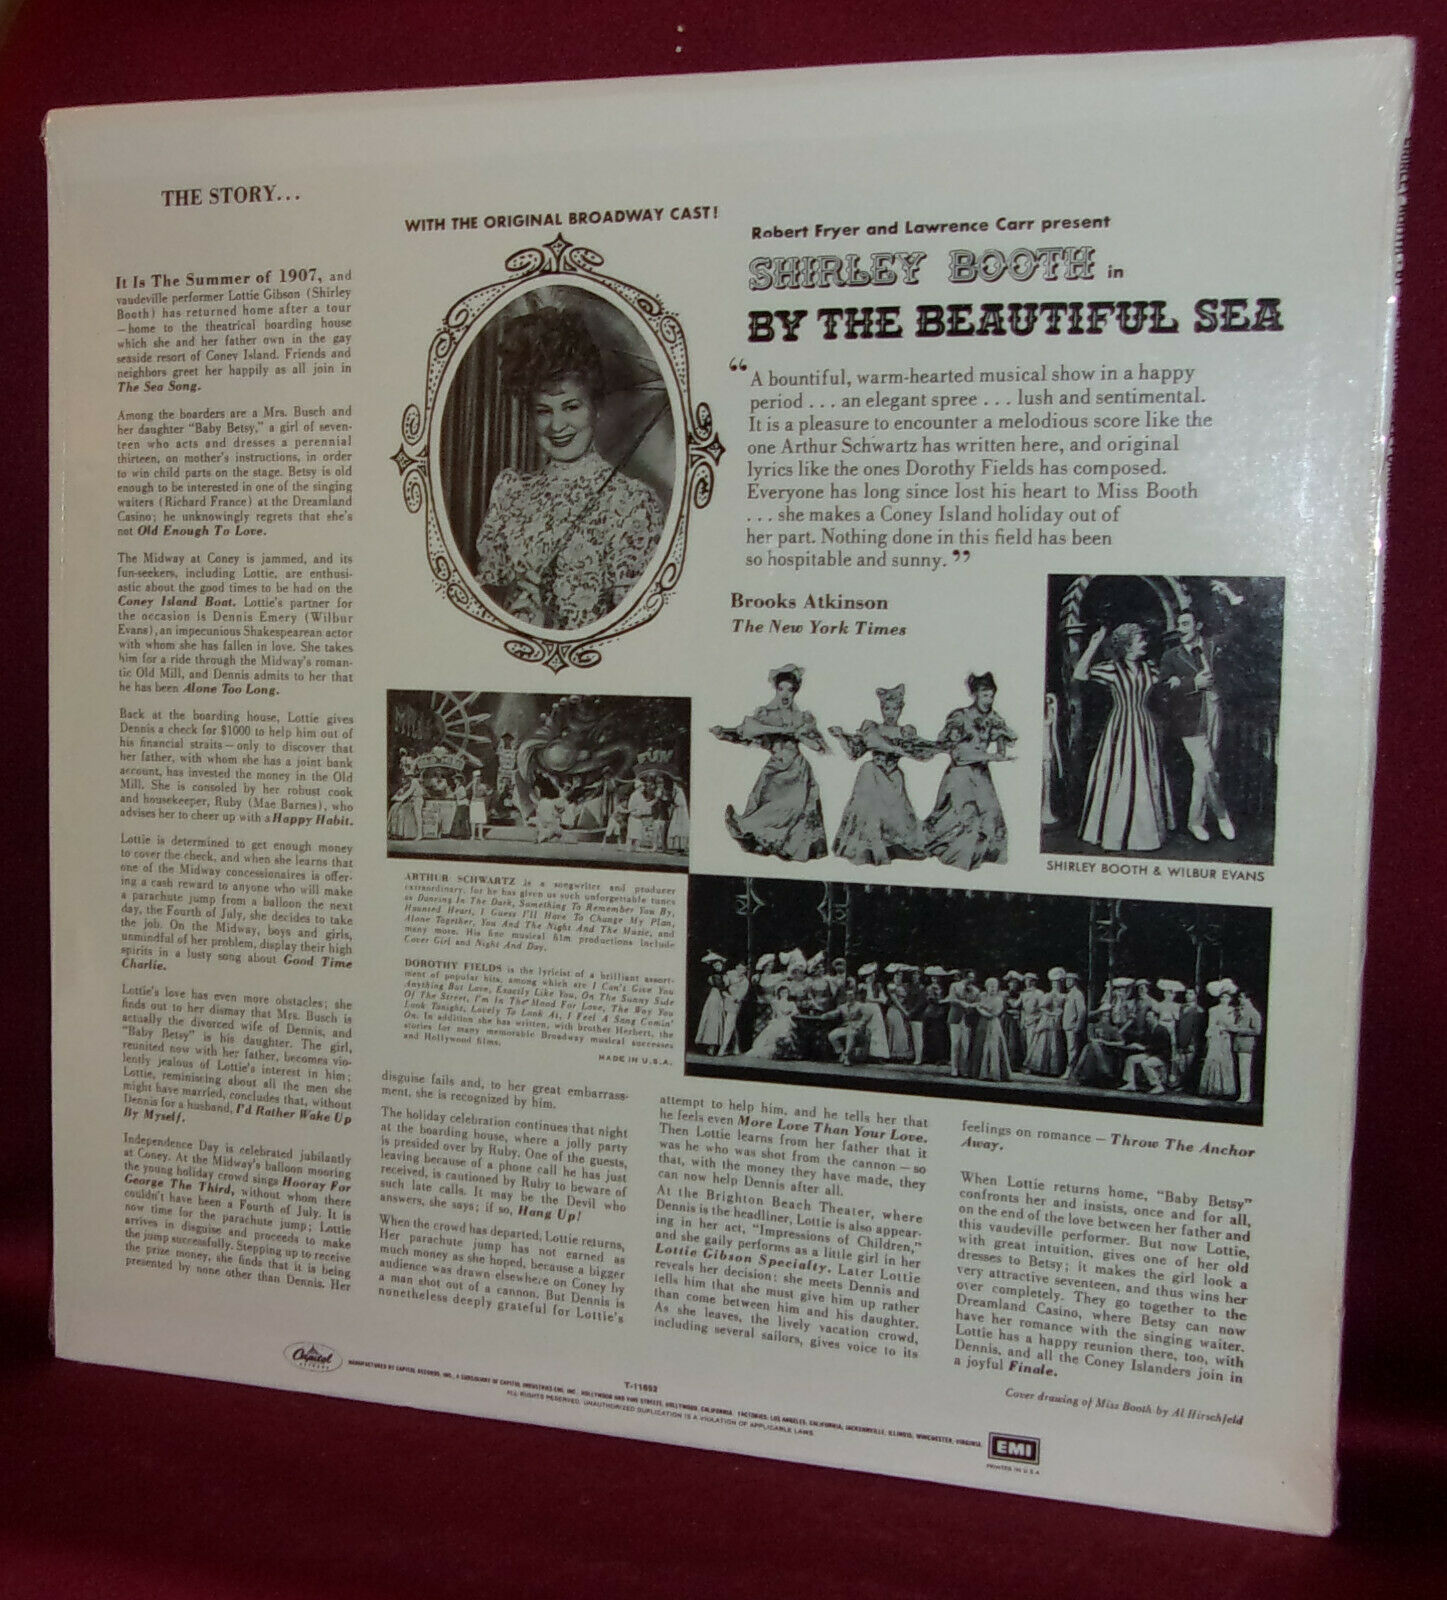 THE STORY...
It Is The Summer of 1907, and
vaudeville performer Lottie Gibson (Shirley
Booth) has returned home after a tour
—home to the theatrical boarding house
which she and her father own in the gay
seaside resort of Coney Island. Friends and
neighbors greet her happily as all join in
The Sea Song.
Among the boarders are a Mrs. Busch and
her daughter "Baby Betsy," a girl of seven-
teen who acts and dresses a perennial
thirteen, on mother's instructions, in order
to win child parts on the stage. Betsy is old
enough to be interested in one of the singing
waiters (Richard France) at the Dreamland
Casino; he unknowingly regrets that she's
not Old Enough To Love.
The Midway at Coney is jammed, and its
fun-seekers, including Lottie, are enthusi-
astic about the good times to be had on the
Coney Island Boat. Lottie's partner for
the occasion is Dennis Emery (Wilbur
Evans), an impecunious Shakespearean actor
with whom she has fallen in love. She takes
him for a ride through the Midway's roman-
tic Old Mill, and Dennis admits to her that
he has been Alone Too Long.
Back at the boarding house, Lottie gives
Dennis a check for $1000 to help him out of
his financial straits—only to discover that
her father, with whom she has a joint bank
account, has invested the money in the Old
Mill. She is consoled by her robust cook
and housekeeper, Ruby (Mae Barnes), who
advises her to cheer up with a Happy Habit.
Lottie is determined to get enough money
to cover the check, and when she learns that
one of the Midway concessionaires is offer-
ing a cash reward to anyone who will make
a parachute jump from a balloon the next
day, the Fourth of July, she decides to take
the job. On the Midway, boys and girls,
unmindful of her problem, display their high
spirits in a lusty song about Good Time
Charlie.
Lottie's love has even more obstacles; she
finds out to her dismay that Mrs. Busch is
actually the divorced wife of Dennis, and
"Baby Betsy" is his daughter. The girl,
reunited now with her father, becomes vio-
lently jealous of Lottie's interest in him;
Lottie, reminiscing about all the men she
might have married, concludes that, without
Dennis for a husband, I'd Rather Wake Up
By Myself.
Independence Day is celebrated jubilantly
at Coney. At the Midway's balloon mooring
the young holiday crowd sings Hooray For
George The Third, without whom there
couldn't have been a Fourth of July. It is
now time for the parachute jump; Lottie
arrives in disguise and proceeds to make
the jump successfully. Stepping up to receive
the prize money, she finds that it is being
presented by none other than Dennis. Her
WITH THE ORIGINAL BROADWAY CAST!
Robert Fryer and Lawrence Carr present
SHIRLEY BOOTH in
BY THE BEAUTIFUL SEA
“A bountiful, warm-hearted musical show in a happy
period . . . an elegant spree . . . lush and sentimental.
It is a pleasure to encounter a melodious score like the
one Arthur Schwartz has written here, and original
lyrics like the ones Dorothy Fields has composed.
Everyone has long since lost his heart to Miss Booth
. . . she makes a Coney Island holiday out of
her part. Nothing done in this field has been
so hospitable and sunny.”
Brooks Atkinson
The New York Times
FUN
SHIRLEY BOOTH & WILBUR EVANS
ARTHUR SCHWARTZ is a songwriter and producer
extraordinary, for he has given us such unforgettable tunes
as Dancing In The Dark, Something To Remember You By,
Haunted Heart, I Guess I'll Have To Change My Plan,
Alone Together, You And The Night And The Music, and
many more. His fine musical film productions include
Cover Girl and Night And Day.
DOROTHY FIELDS is the lyricist of a brilliant assort-
ment of popular hits, among which are I Can't Give You
Anything But Love, Exactly Like You, On The Sunny Side
Of The Street, I'm In The Mood For Love, The Way You
Look Tonight, Lovely To Look At, I Feel A Song Comin'
On. In addition she has written, with brother Herbert, the
stories for many memorable Broadway musical successes
and Hollywood films.
MADE IN U.S.A.
disguise fails and, to her great embarrass-
ment, she is recognized by him.
The holiday celebration continues that night
at the boarding house, where a jolly party
is presided over by Ruby. One of the guests,
leaving because of a phone call he has just
received, is cautioned by Ruby to beware of
such late calls. It may be the Devil who
answers, she says; if so, Hang Up!
When the crowd has departed, Lottie returns,
Her parachute jump has not earned as
much money as she hoped, because a bigger
audience was drawn elsewhere on Coney by
a man shot out of a cannon. But Dennis is
nonetheless deeply grateful for Lottie's
attempt to help him, and he tells her that
he feels even More Love Than Your Love.
Then Lottie learns from her father that it
was he who was shot from the cannon—so
that, with the money they have made, they
can now help Dennis after all.
At the Brighton Beach Theater, where
Dennis is the headliner, Lottie is also appear-
ing in her act, "Impressions of Children,"
and she gaily performs as a little girl in her
Lottie Gibson Specialty. Later Lottie
reveals her decision: she meets Dennis and
tells him that she must give him up rather
than come between him and his daughter.
As she leaves, the lively vacation crowd,
including several sailors, gives voice to its
feelings on romance—Throw The Anchor
Away.
When Lottie returns home, "Baby Betsy"
confronts her and insists, once and for all,
on the end of the love between her father and
this vaudeville performer. But now Lottie,
with great intuition, gives one of her old
dresses to Betsy; it makes the girl look a
very attractive seventeen, and thus wins her
over completely. They go together to the
Dreamland Casino, where Betsy can now
have her romance with the singing waiter.
Lottie has a happy reunion there, too, with
Dennis, and all the Coney Islanders join in
a joyful Finale.
Cover drawing of Miss Booth by Al Hirschfeld
Capitol
RECORDS
T-11652
MANUFACTURED BY CAPITOL RECORDS, INC., A SUBSIDIARY OF CAPITOL INDUSTRIES-EMI, INC., HOLLYWOOD AND VINE STREETS, HOLLYWOOD, CALIFORNIA. FACTORIES: LOS ANGELES, CALIFORNIA, JACKSONVILLE, ILLINOIS, WINCHESTER, VIRGINIA.
ALL RIGHTS RESERVED. UNAUTHORIZED DUPLICATION IS A VIOLATION OF APPLICABLE LAWS
EMI
PRINTED IN U.S.A